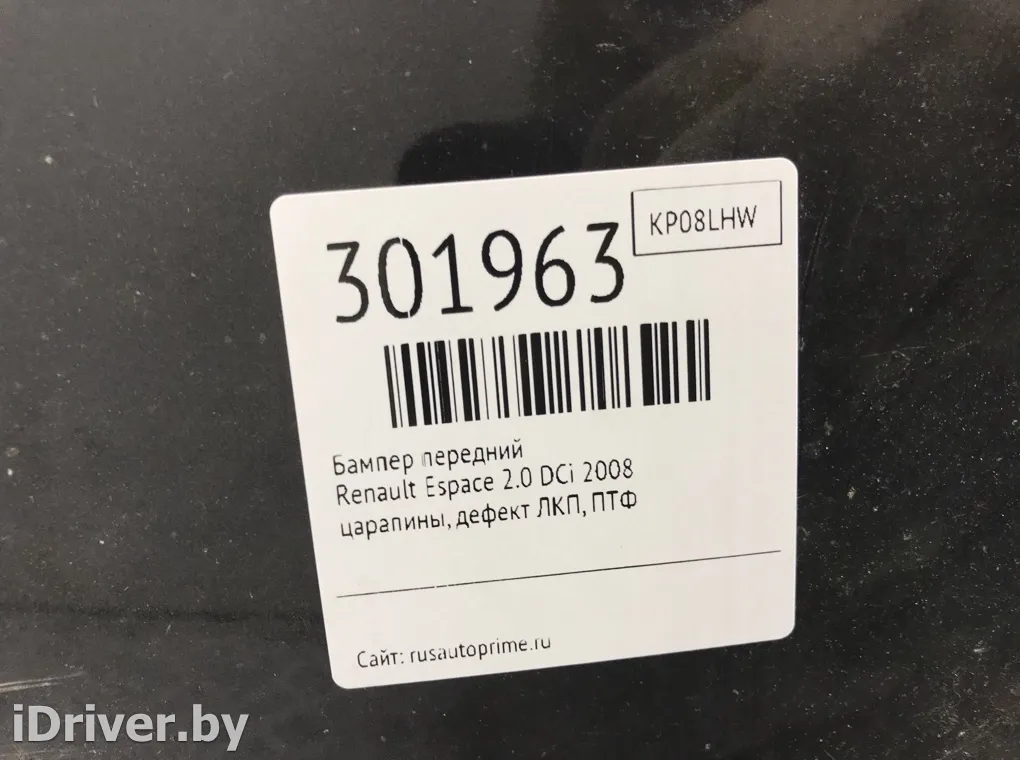 KP08LHW
301963
Бампер передний
Renault Espace 2.0 DCi 2008
царапины, дефект ЛКП, ПТФ
Сайт: rusautoprime.ru
iDriver.by